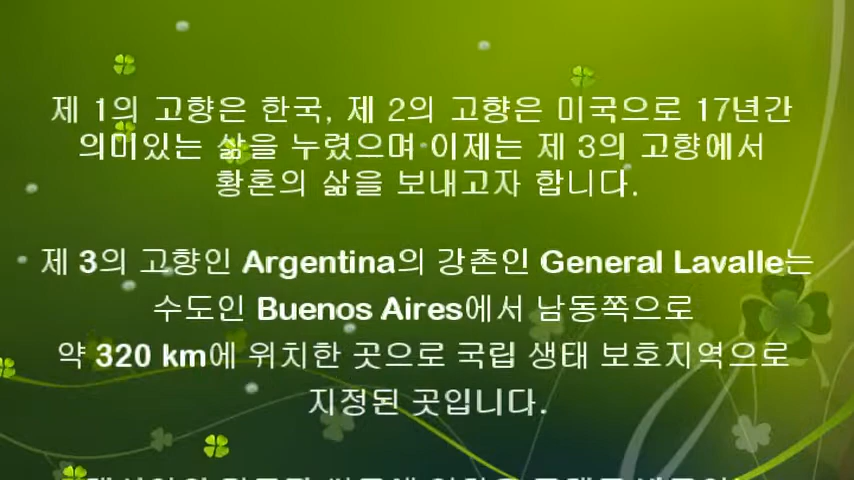 제 1의 고향은 한국, 제 2의 고향은 미국으로 17년간
의미있는 삶을 누렸으며 이제는 제 3의 고향에서
황혼의 삶을 보내고자 합니다.
제 3의 고향인 Argentina의 강촌인 General Lavalle는
수도인 Buenos Aires에서 남동쪽으로
약 320 km에 위치한 곳으로 국립 생태 보호지역으로
지정된 곳입니다.